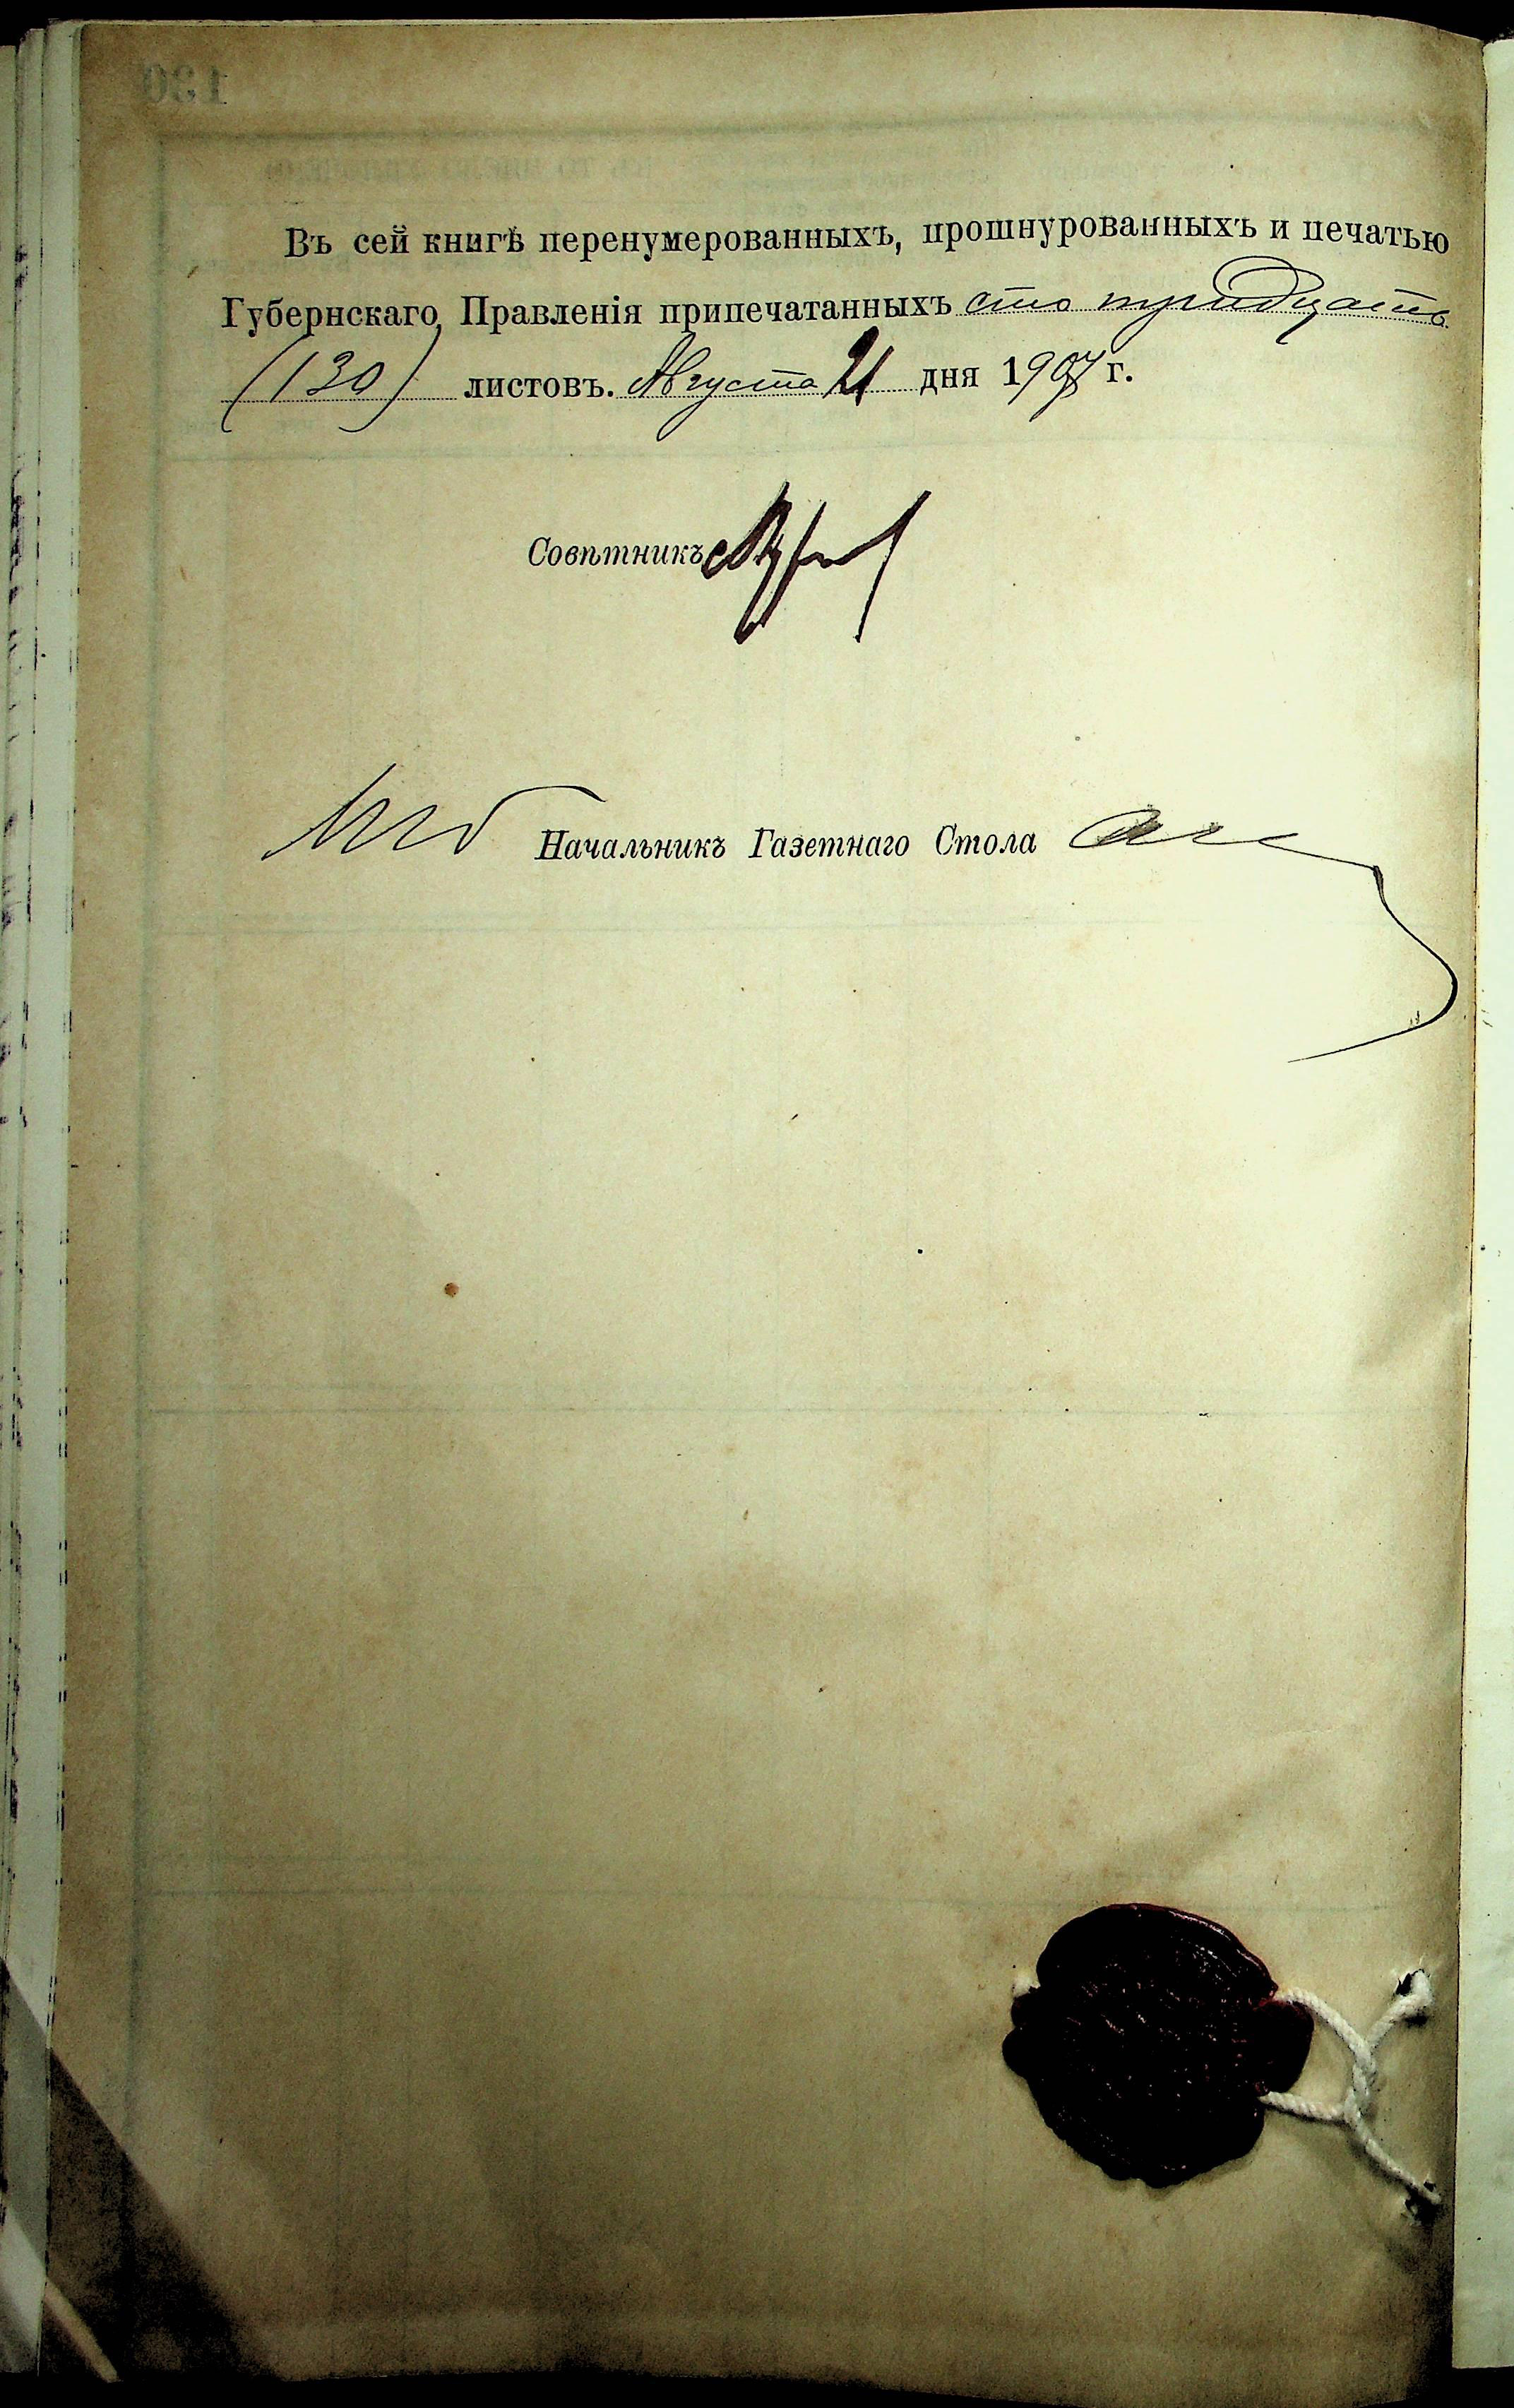 Въ сей книгѣ перенумерованныхъ, прошнурованныхъ и печатью
Губернскаго Правленія припечатанныхъ сто тридцать
(130) листовъ. Августа 21 дня 1907 г.
Совѣтникъ
Начальникъ Газетнаго Стола